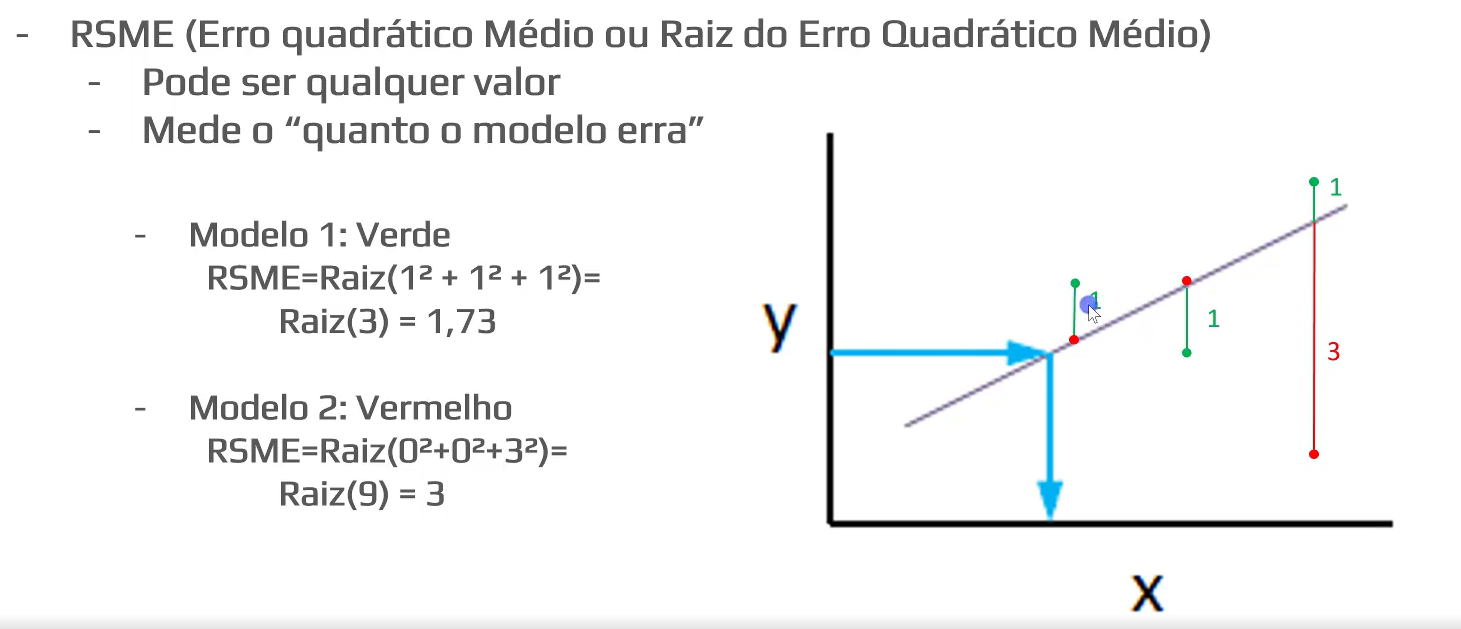 - RSME (Erro quadrático Médio ou Raiz do Erro Quadrático Médio)
- Pode ser qualquer valor
- Mede o “quanto o modelo erra”
- Modelo 1: Verde
RSME=Raiz(1² + 1² + 1²)=
Raiz(3) = 1,73
- Modelo 2: Vermelho
RSME=Raiz(0²+0²+3²)=
Raiz(9) = 3
1
1
1
3
y
x